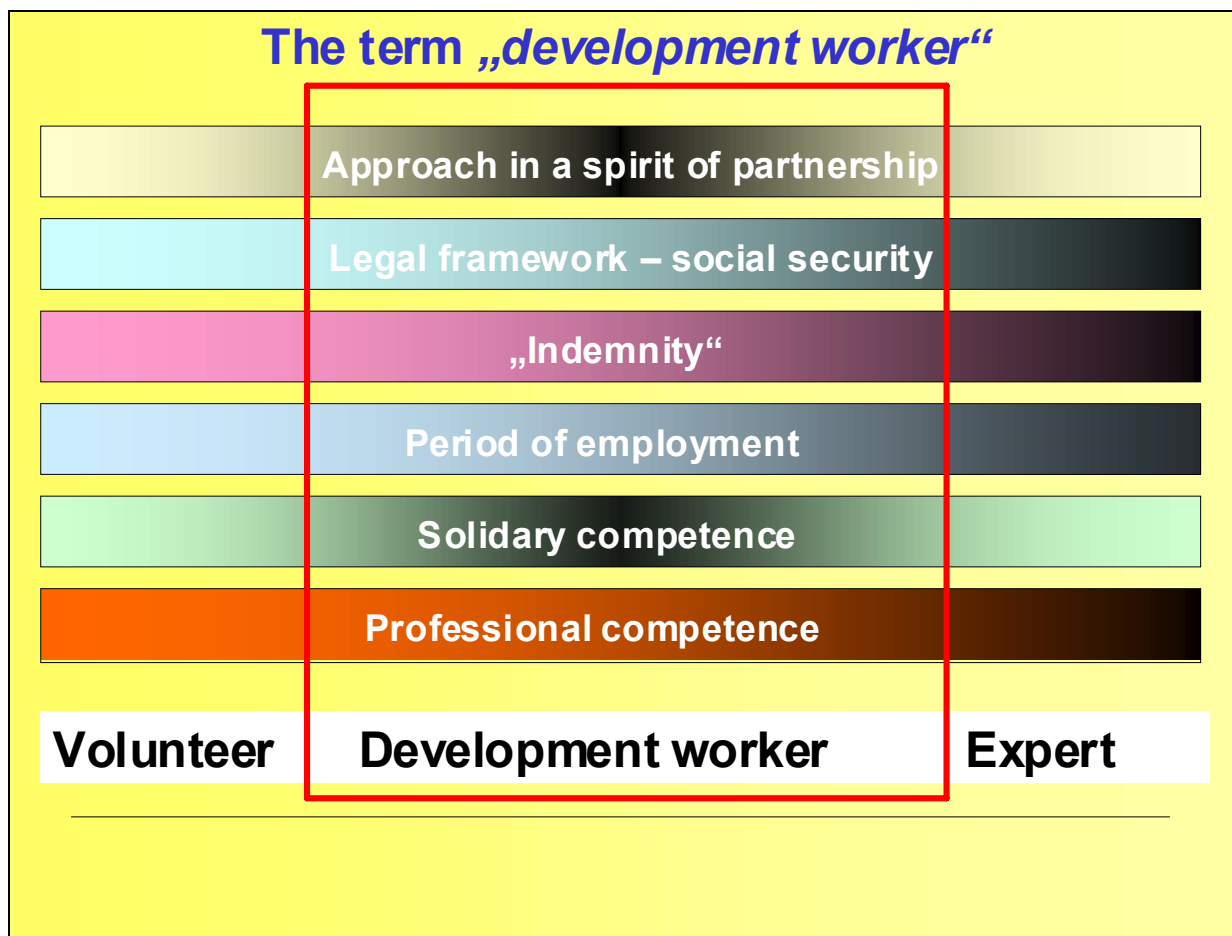 The term „development worker“
Approach in a spirit of partnership
Legal framework – social security
„Indemnity“
Period of employment
Solidary competence
Professional competence
Volunteer Development worker Expert